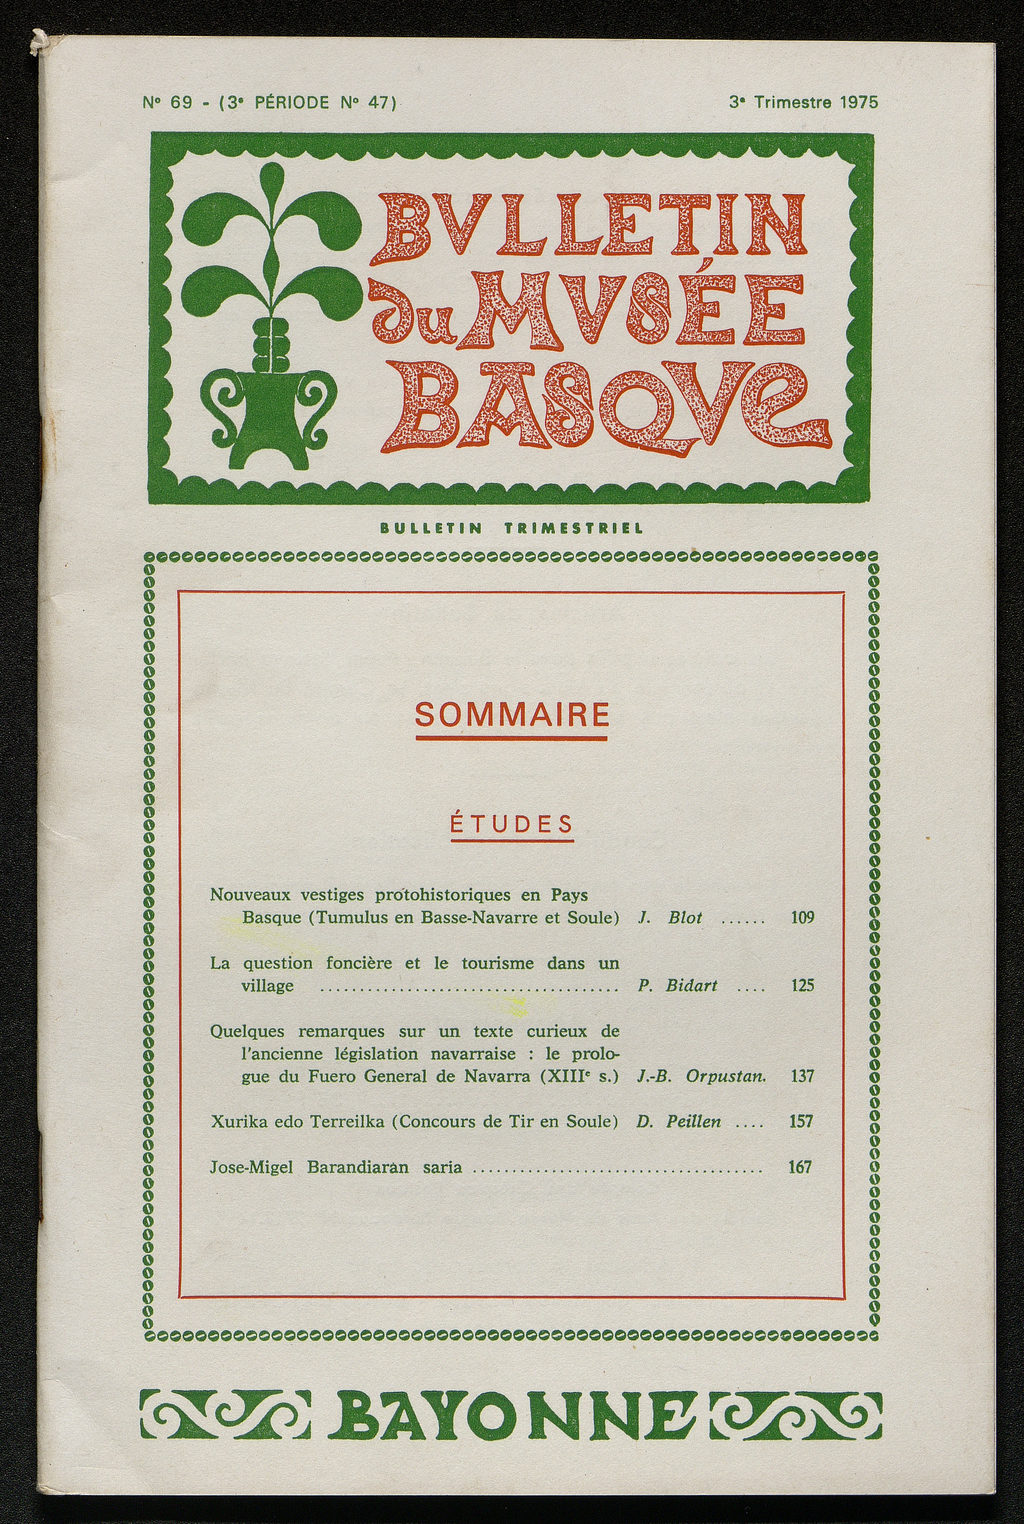 Nº 69 - (3ᵉ PÉRIODE Nº 47)
3ᵉ Trimestre 1975
BVLLETIN
du MVSÉE
BASQVE
BULLETIN TRIMESTRIEL
SOMMAIRE
ÉTUDES
Nouveaux vestiges protohistoriques en Pays
Basque (Tumulus en Basse-Navarre et Soule) J. Blot ...... 109
La question foncière et le tourisme dans un
village ..................................... P. Bidart .... 125
Quelques remarques sur un texte curieux de
l'ancienne législation navarraise : le prolo-
gue du Fuero General de Navarra (XIIIᵉ s.) J.-B. Orpustan. 137
Xurika edo Terreilka (Concours de Tir en Soule) D. Peillen .... 157
Jose-Migel Barandiaran saria .................................... 167
BAYONNE